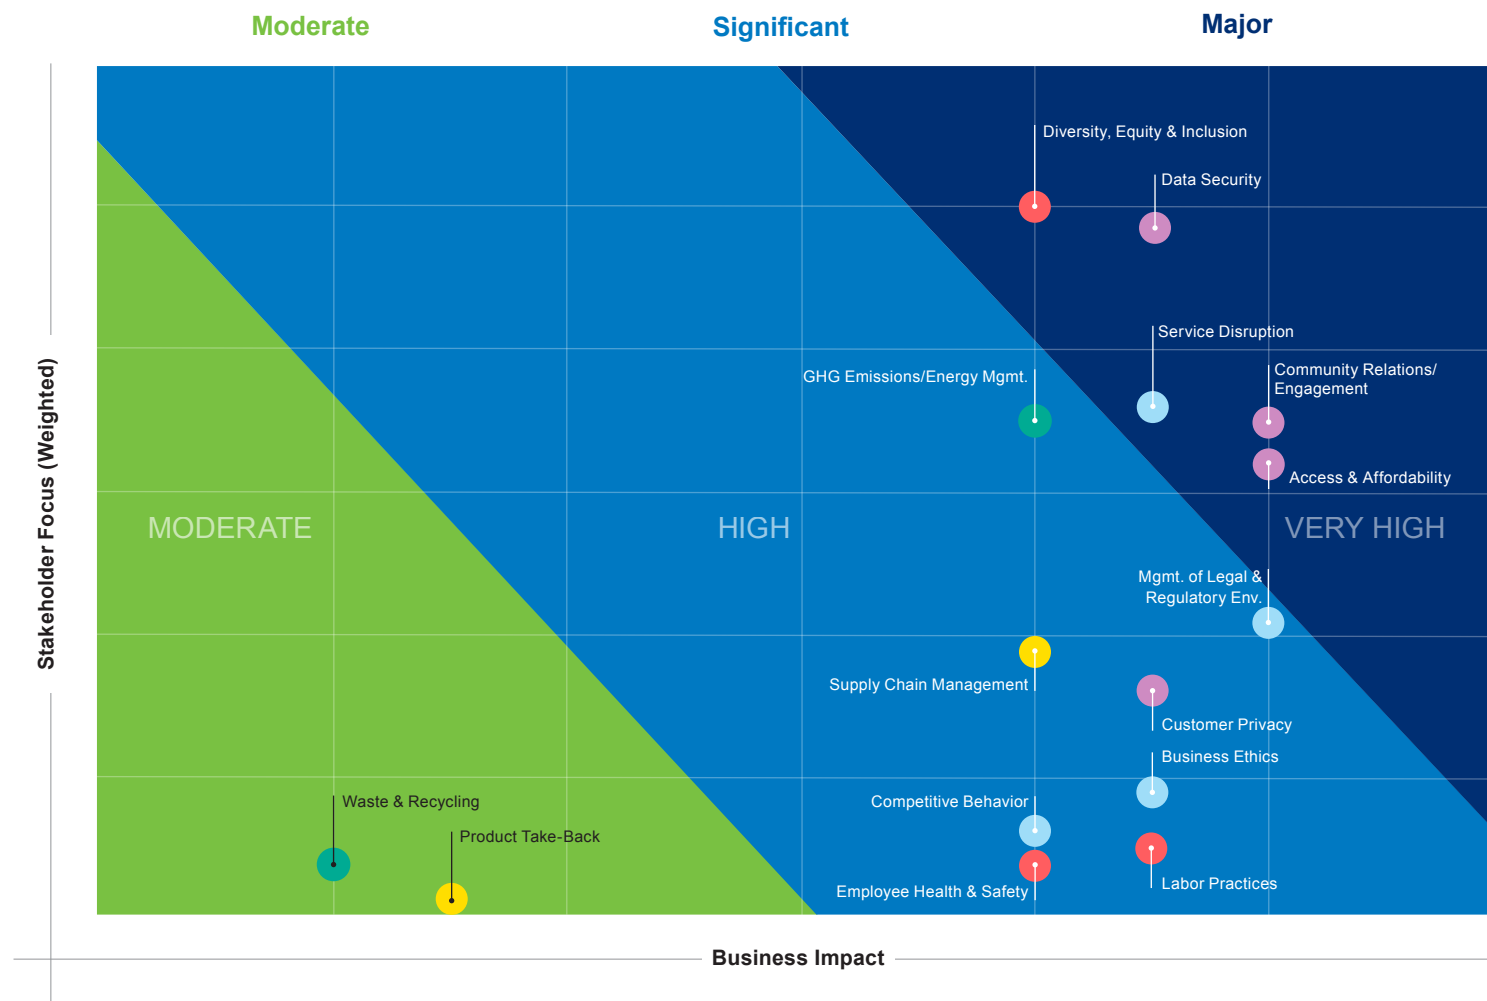 Moderate
Significant
Major
Diversity, Equity & Inclusion
Data Security
Service Disruption
Community Relations/
Engagement
GHG Emissions/Energy Mgmt.
Access & Affordability
Stakeholder Focus (Weighted)
MODERATE
HIGH
VERY HIGH
Mgmt. of Legal &
Regulatory Env.
Supply Chain Management
Customer Privacy
Business Ethics
Waste & Recycling
Competitive Behavior
Product Take-Back
Labor Practices
Employee Health & Safety
Business Impact